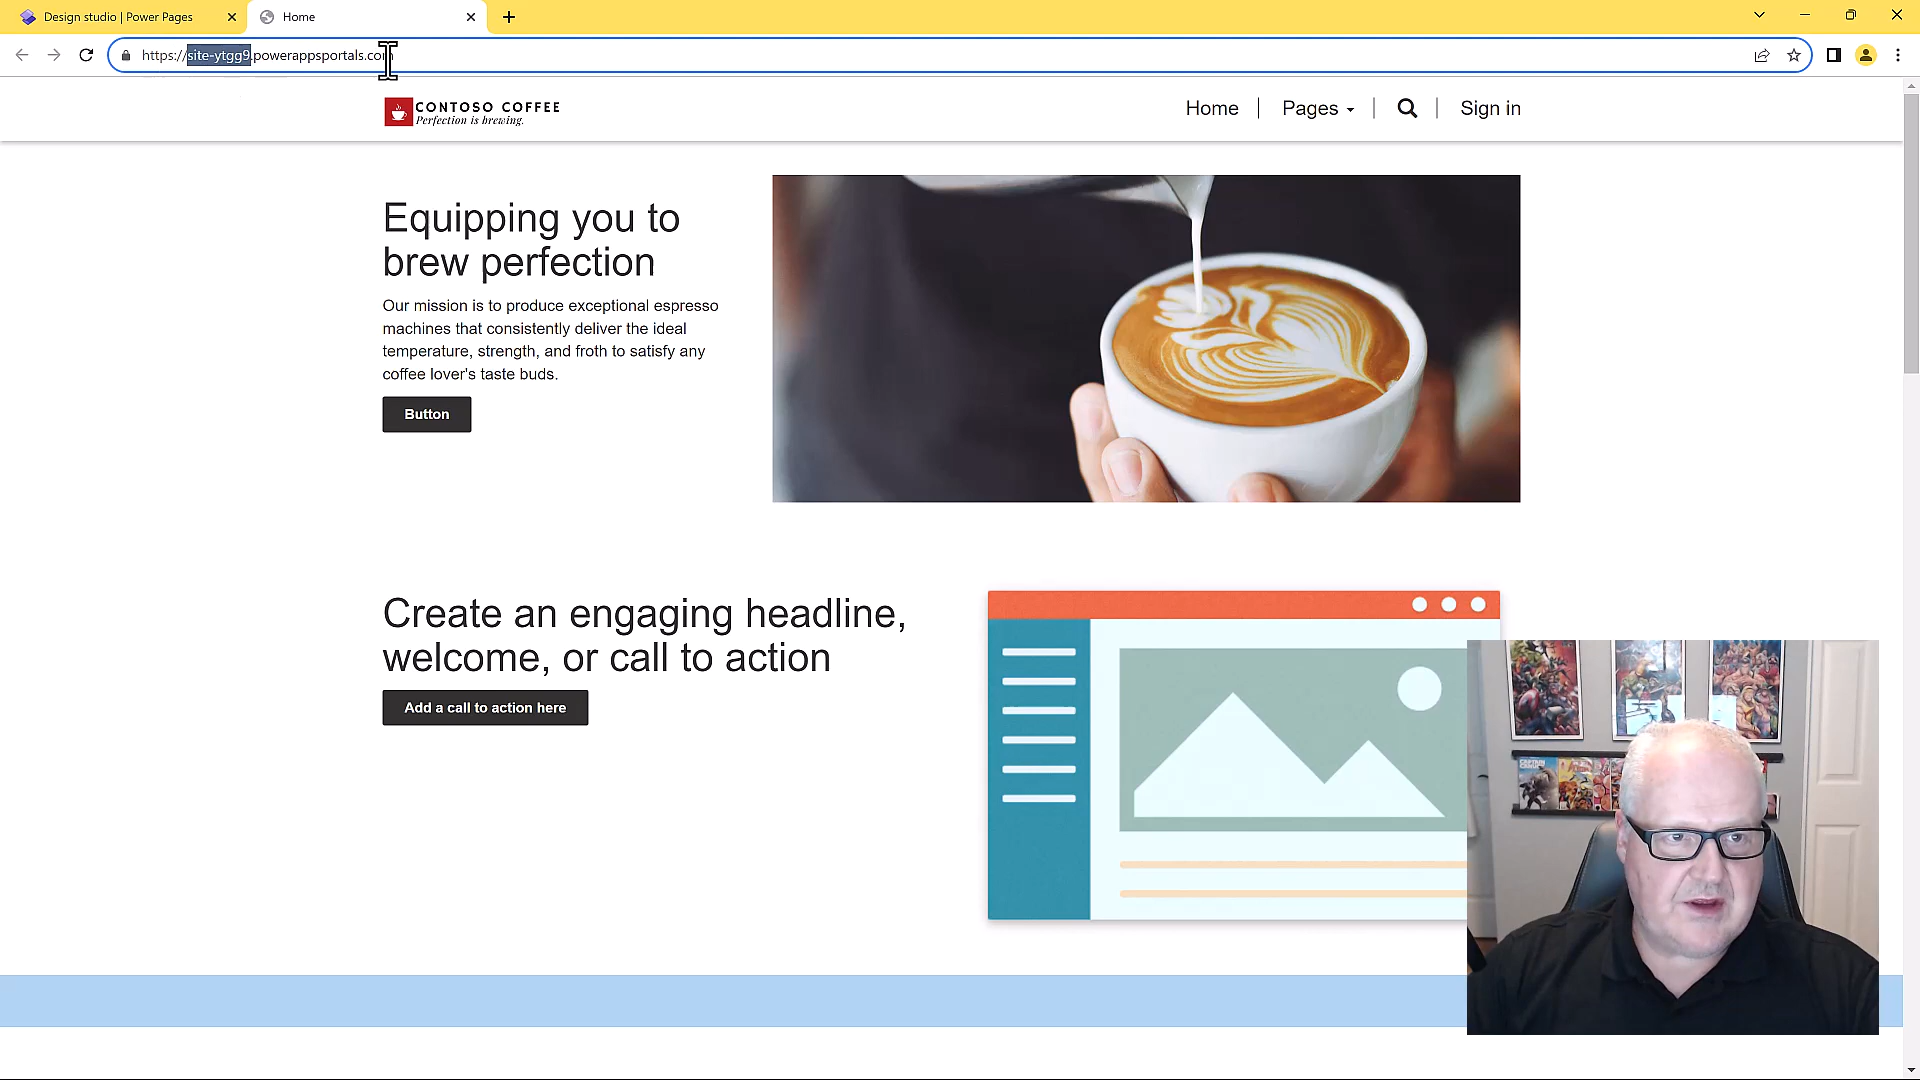 Design studio | Power Pages
Home
https://site-ytgg9.powerappsportals.com
CONTOSO COFFEE
Perfection is brewing.
Home
Pages
Sign in
Equipping you to
brew perfection
Our mission is to produce exceptional espresso
machines that consistently deliver the ideal
temperature, strength, and froth to satisfy any
coffee lover's taste buds.
Button
Create an engaging headline,
welcome, or call to action
Add a call to action here
CAPTAIN